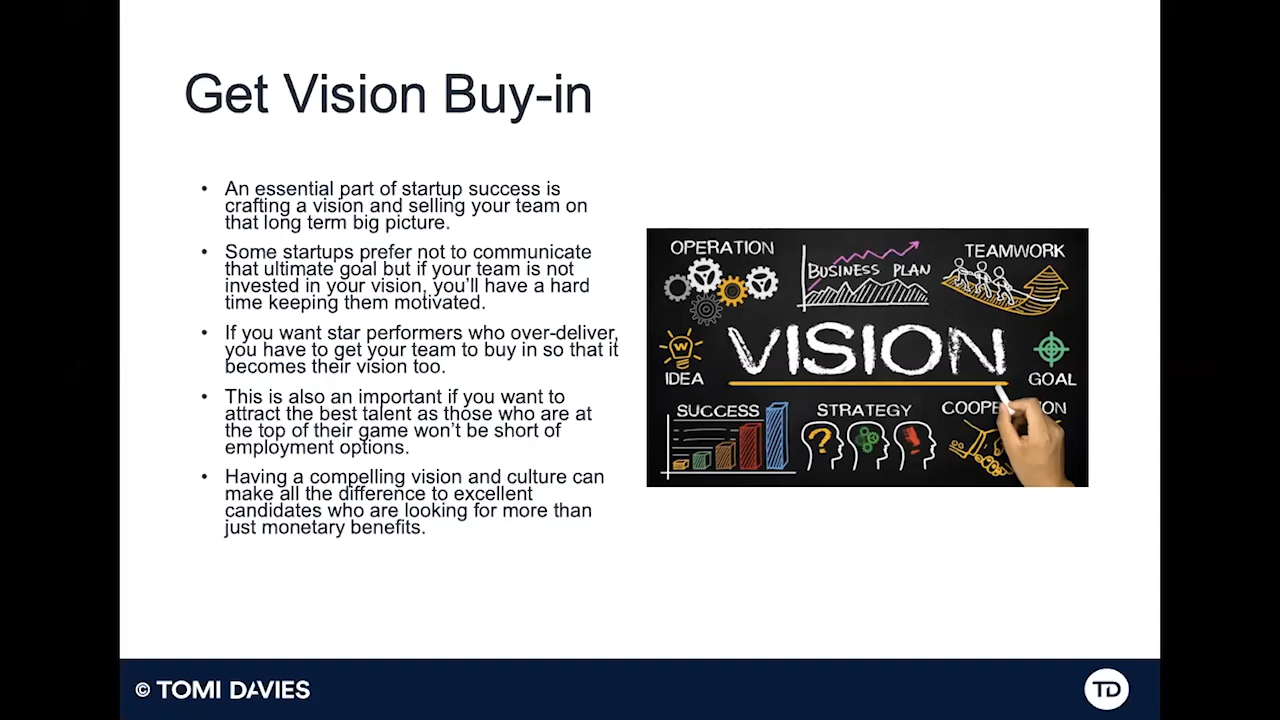 Get Vision Buy-in
• An essential part of startup success is
crafting a vision and selling your team on
that long term big picture.
• Some startups prefer not to communicate
that ultimate goal but if your team is not
invested in your vision, you'll have a hard
time keeping them motivated.
• If you want star performers who over-deliver,
you have to get your team to buy in so that it
becomes their vision too.
• This is also an important if you want to
attract the best talent as those who are at
the top of their game won't be short of
employment options.
• Having a compelling vision and culture can
make all the difference to excellent
candidates who are looking for more than
just monetary benefits.
OPERATION
BUSINESS PLAN
TEAMWORK
VISION
W
IDEA
GOAL
SUCCESS
STRATEGY
?
!
© TOMI DAVIES
TD